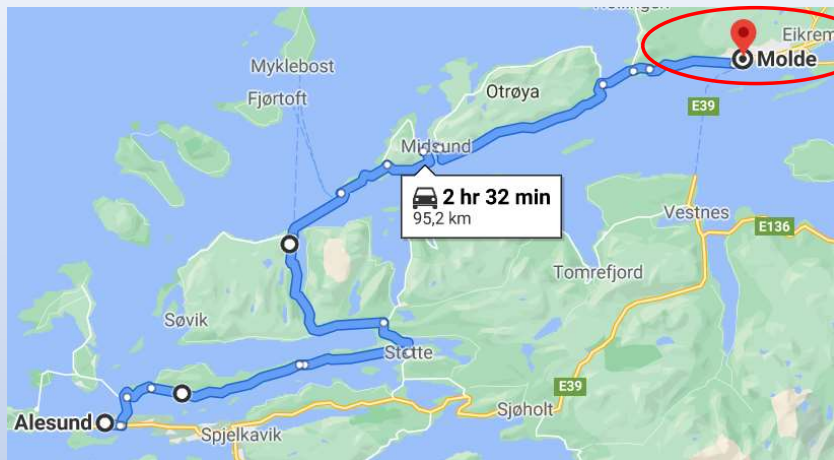 Eikrem
Molde
Myklebost
Fjørtoft
Otrøya
E39
Midsund
2 hr 32 min
95,2 km
Vestnes
E136
Tomrefjord
Søvik
Stette
E39
Alesund
Sjøholt
Spjelkavik